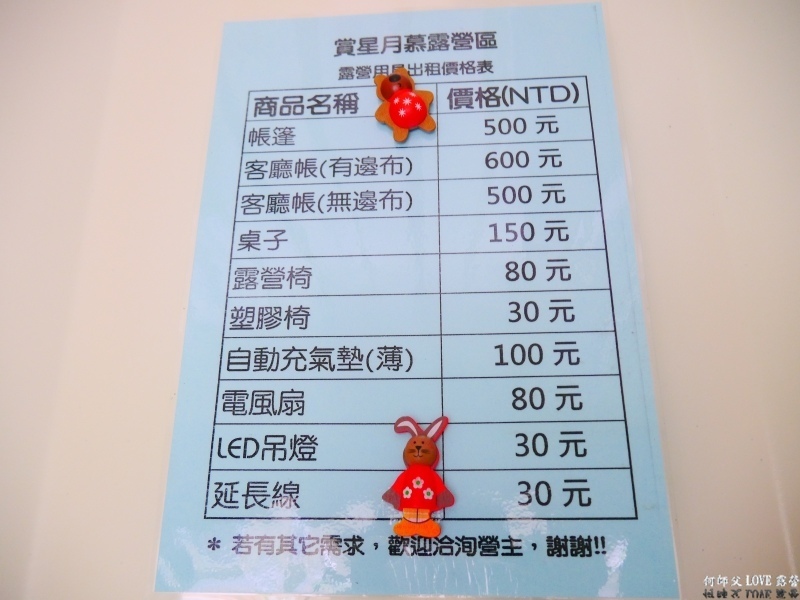 賞星月慕露營區
露營用具出租價格表
商品名稱 價格(NTD)
帳篷 500 元
客廳帳(有邊布) 600 元
客廳帳(無邊布) 500 元
桌子 150 元
露營椅 80 元
塑膠椅 30 元
自動充氣墊(薄) 100 元
電風扇 80 元
LED吊燈 30 元
延長線 30 元
* 若有其它需求，歡迎洽洵營主，謝謝!!
何師父 LOVE 露營